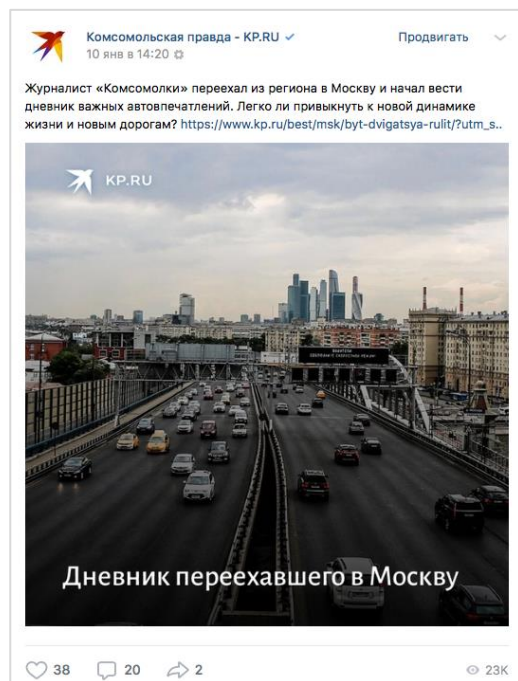 Комсомольская правда - KP.RU
Продвигать
10 янв в 14:20
Журналист «Комсомолки» переехал из региона в Москву и начал вести
дневник важных автовпечатлений. Легко ли привыкнуть к новой динамике
жизни и новым дорогам? https://www.kp.ru/best/msk/byt-dvigatsya-rulit/?utm_s..
KP.RU
Дневник переехавшего в Москву
38
20
2
23K